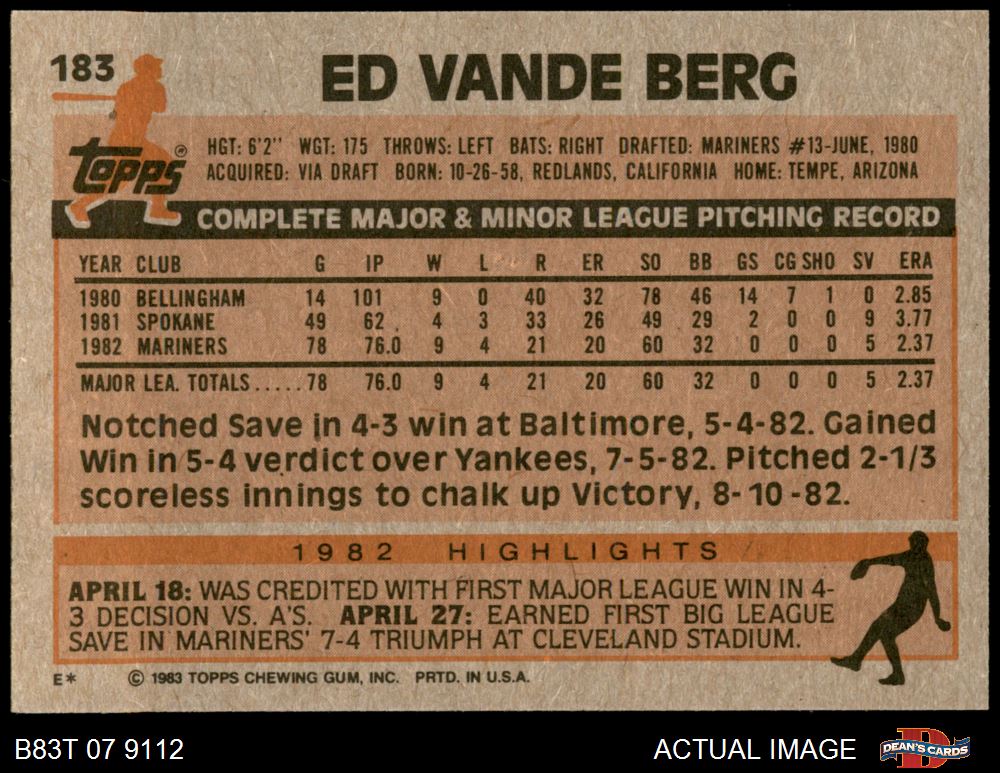 183
ED VANDE BERG
TOPPS®
HGT: 6'2" WGT: 175 THROWS: LEFT BATS: RIGHT DRAFTED: MARINERS #13-JUNE, 1980
ACQUIRED: VIA DRAFT BORN: 10-26-58, REDLANDS, CALIFORNIA HOME: TEMPE, ARIZONA
COMPLETE MAJOR & MINOR LEAGUE PITCHING RECORD
YEAR CLUB G IP W L R ER SO BB GS CG SHO SV ERA
1980 BELLINGHAM 14 101 9 0 40 32 78 46 14 7 1 0 2.85
1981 SPOKANE 49 62 4 3 33 26 49 29 2 0 0 9 3.77
1982 MARINERS 78 76.0 9 4 21 20 60 32 0 0 0 5 2.37
MAJOR LEA. TOTALS.....78 76.0 9 4 21 20 60 32 0 0 0 5 2.37
Notched Save in 4-3 win at Baltimore, 5-4-82. Gained
Win in 5-4 verdict over Yankees, 7-5-82. Pitched 2-1/3
scoreless innings to chalk up Victory, 8-10-82.
1982 HIGHLIGHTS
APRIL 18: WAS CREDITED WITH FIRST MAJOR LEAGUE WIN IN 4-
3 DECISION VS. A'S. APRIL 27: EARNED FIRST BIG LEAGUE
SAVE IN MARINERS' 7-4 TRIUMPH AT CLEVELAND STADIUM.
E* © 1983 TOPPS CHEWING GUM, INC. PRTD. IN U.S.A.
B83T 07 9112 ACTUAL IMAGE DEAN'S CARDS